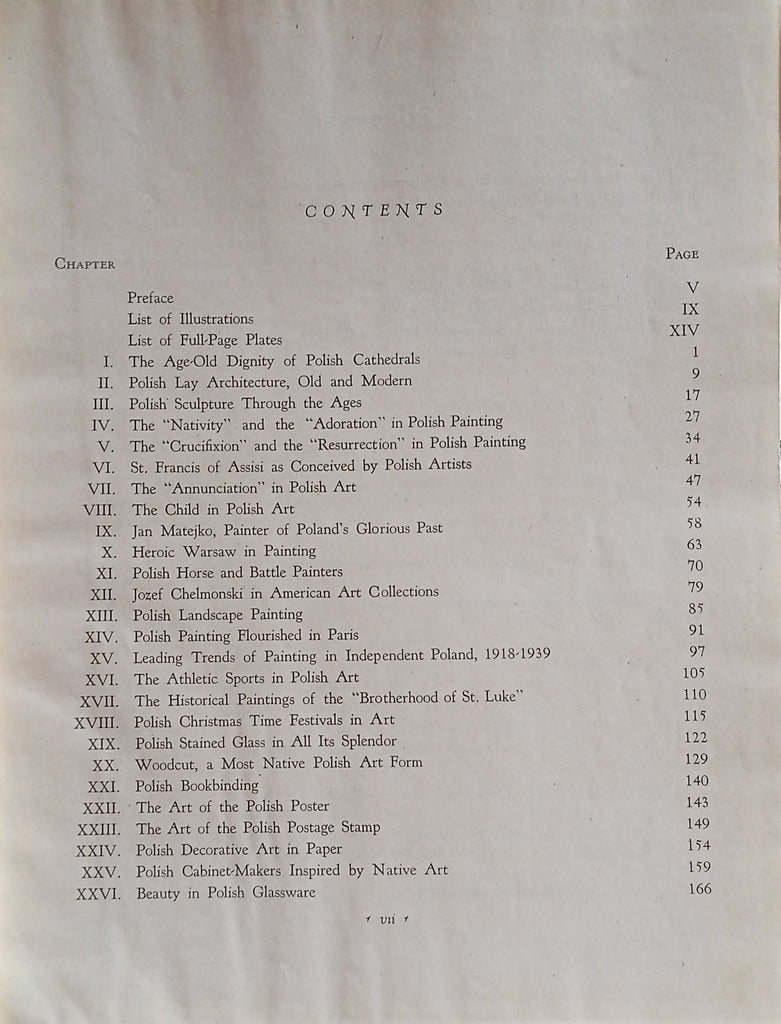 CONTENTS
CHAPTER PAGE
Preface V
List of Illustrations IX
List of Full-Page Plates XIV
I. The Age-Old Dignity of Polish Cathedrals 1
II. Polish Lay Architecture, Old and Modern 9
III. Polish Sculpture Through the Ages 17
IV. The "Nativity" and the "Adoration" in Polish Painting 27
V. The "Crucifixion" and the "Resurrection" in Polish Painting 34
VI. St. Francis of Assisi as Conceived by Polish Artists 41
VII. The "Annunciation" in Polish Art 47
VIII. The Child in Polish Art 54
IX. Jan Matejko, Painter of Poland's Glorious Past 58
X. Heroic Warsaw in Painting 63
XI. Polish Horse and Battle Painters 70
XII. Jozef Chelmonski in American Art Collections 79
XIII. Polish Landscape Painting 85
XIV. Polish Painting Flourished in Paris 91
XV. Leading Trends of Painting in Independent Poland, 1918-1939 97
XVI. The Athletic Sports in Polish Art 105
XVII. The Historical Paintings of the "Brotherhood of St. Luke" 110
XVIII. Polish Christmas Time Festivals in Art 115
XIX. Polish Stained Glass in All Its Splendor 122
XX. Woodcut, a Most Native Polish Art Form 129
XXI. Polish Bookbinding 140
XXII. The Art of the Polish Poster 143
XXIII. The Art of the Polish Postage Stamp 149
XXIV. Polish Decorative Art in Paper 154
XXV. Polish Cabinet-Makers Inspired by Native Art 159
XXVI. Beauty in Polish Glassware 166
vii